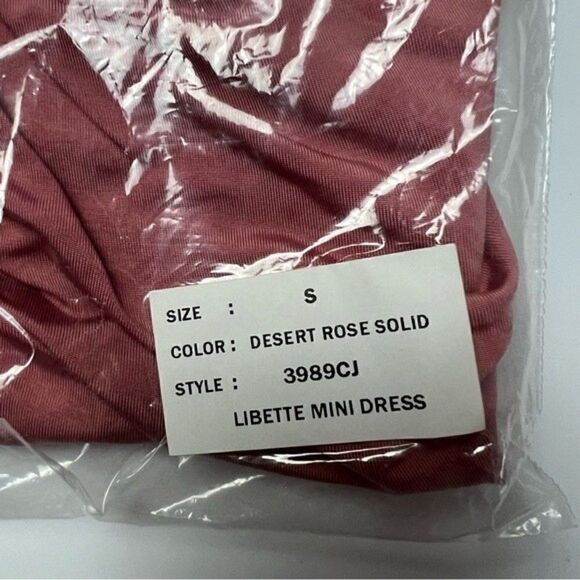 SIZE : S
COLOR : DESERT ROSE SOLID
STYLE : 3989CJ
LIBETTE MINI DRESS